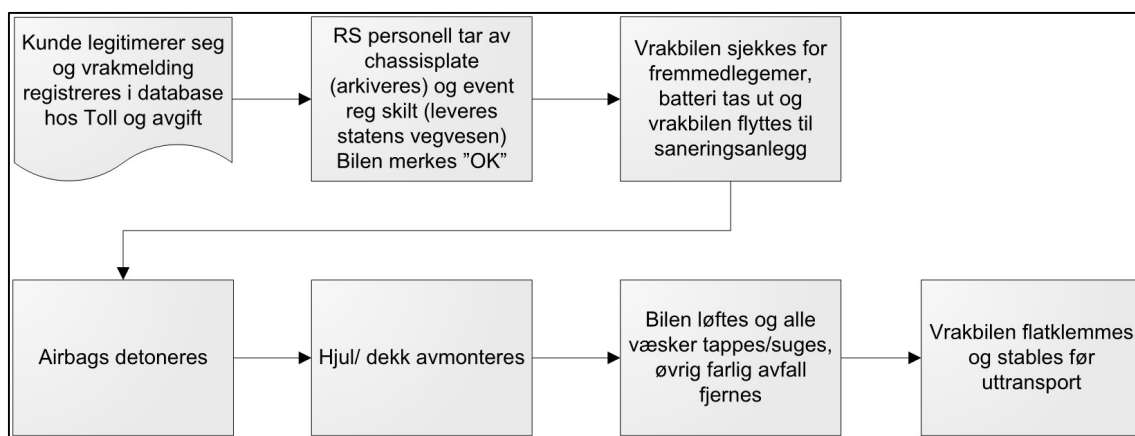 Kunde legitimerer seg
og vrakmelding
registreres i database
hos Toll og avgift
RS personell tar av
chassisplate
(arkiveres) og event
reg skilt (leveres
statens vegvesen)
Bilen merkes ”OK”
Vrakbilen sjekkes for
fremmedlegemer,
batteri tas ut og
vrakbilen flyttes til
saneringsanlegg
Airbags detoneres
Hjul/ dekk avmonteres
Bilen løftes og alle
væsker tappes/suges,
øvrig farlig avfall
fjernes
Vrakbilen flatklemmes
og stables før
uttransport